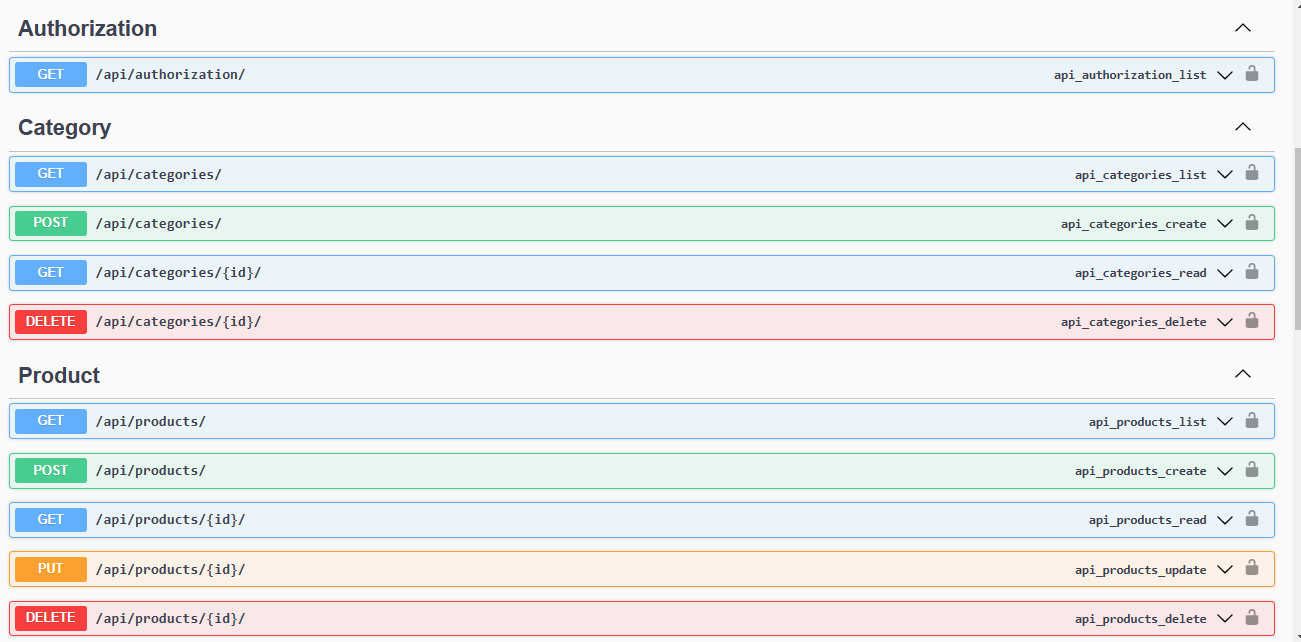 Authorization
GET /api/authorization/ api_authorization_list
Category
GET /api/categories/ api_categories_list
POST /api/categories/ api_categories_create
GET /api/categories/{id}/ api_categories_read
DELETE /api/categories/{id}/ api_categories_delete
Product
GET /api/products/ api_products_list
POST /api/products/ api_products_create
GET /api/products/{id}/ api_products_read
PUT /api/products/{id}/ api_products_update
DELETE /api/products/{id}/ api_products_delete